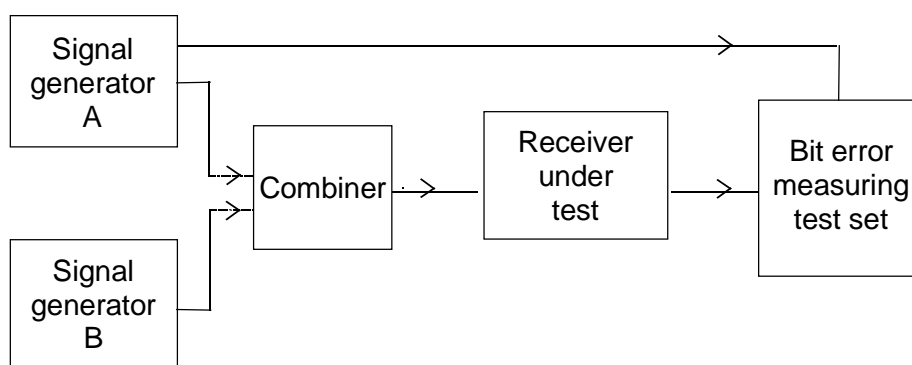 Signal
generator
A
Combiner
Receiver
under
test
Bit error
measuring
test set
Signal
generator
B